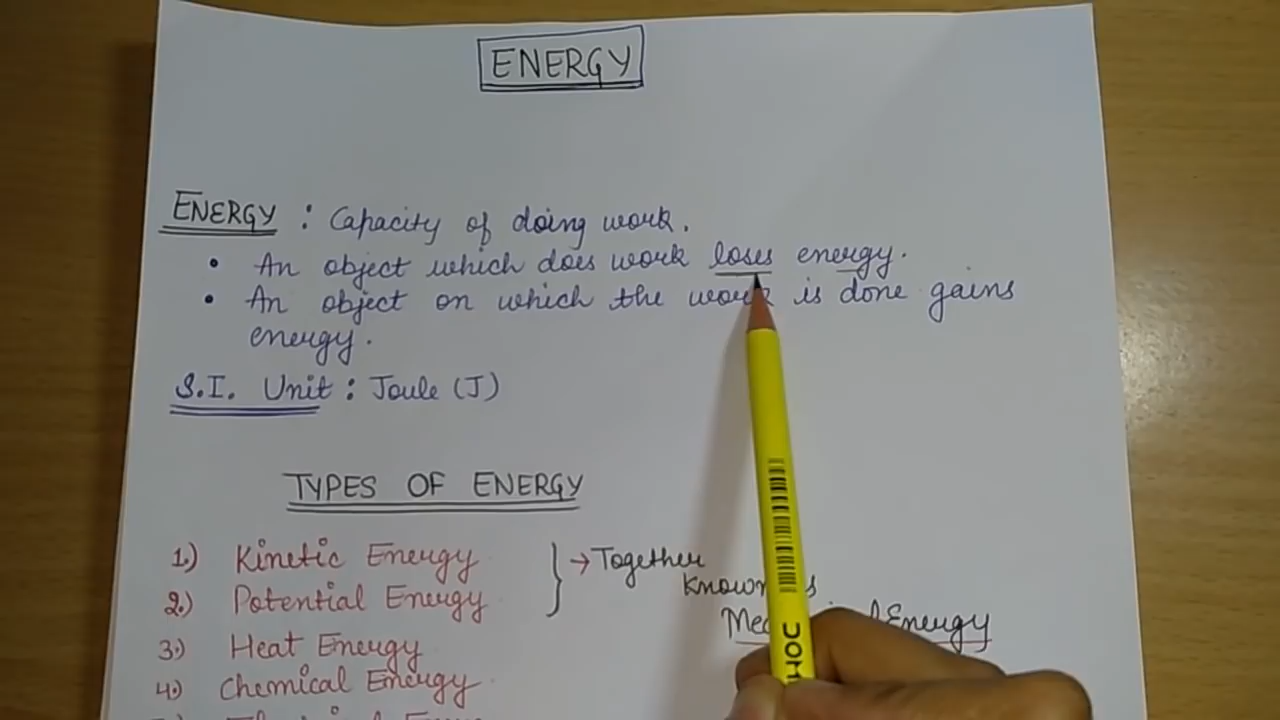 ENERGY
ENERGY : Capacity of doing work.
• An object which does work loses energy.
• An object on which the work is done gains
energy.
S.I. Unit : Joule (J)
TYPES OF ENERGY
1.) Kinetic Energy } → Together
Known
2.) Potential Energy
Energy
3.) Heat Energy
4.) Chemical Energy
DOM